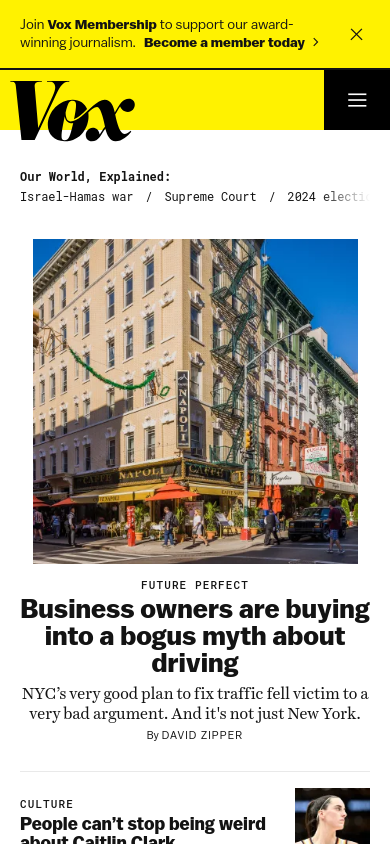 Join Vox Membership to support our award-
winning journalism. Become a member today
Vox
Our World, Explained:
Israel-Hamas war / Supreme Court / 2024 electi
CAFFE NAPOLI
CAFFE
NAPOLI
FUTURE PERFECT
Business owners are buying
into a bogus myth about
driving
NYC’s very good plan to fix traffic fell victim to a
very bad argument. And it's not just New York.
By DAVID ZIPPER
CULTURE
People can’t stop being weird
about Caitlin Clark